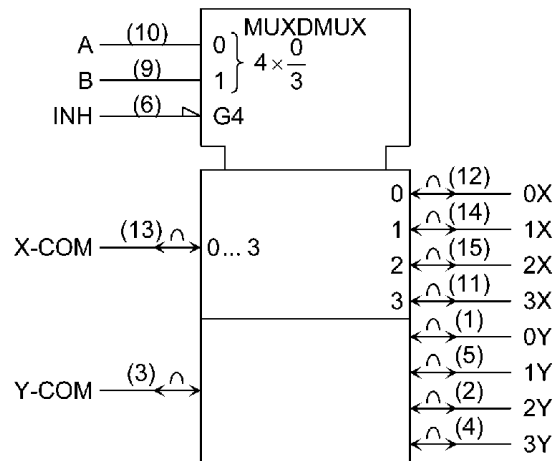 MUXDMUX
A (10) 0 } 4 × 0/3
B (9) 1
INH (6) G4
0 ∩ (12) 0X
1 ∩ (14) 1X
X-COM (13) ∩ 0... 3
2 ∩ (15) 2X
3 ∩ (11) 3X
∩ (1) 0Y
∩ (5) 1Y
Y-COM (3) ∩
∩ (2) 2Y
∩ (4) 3Y